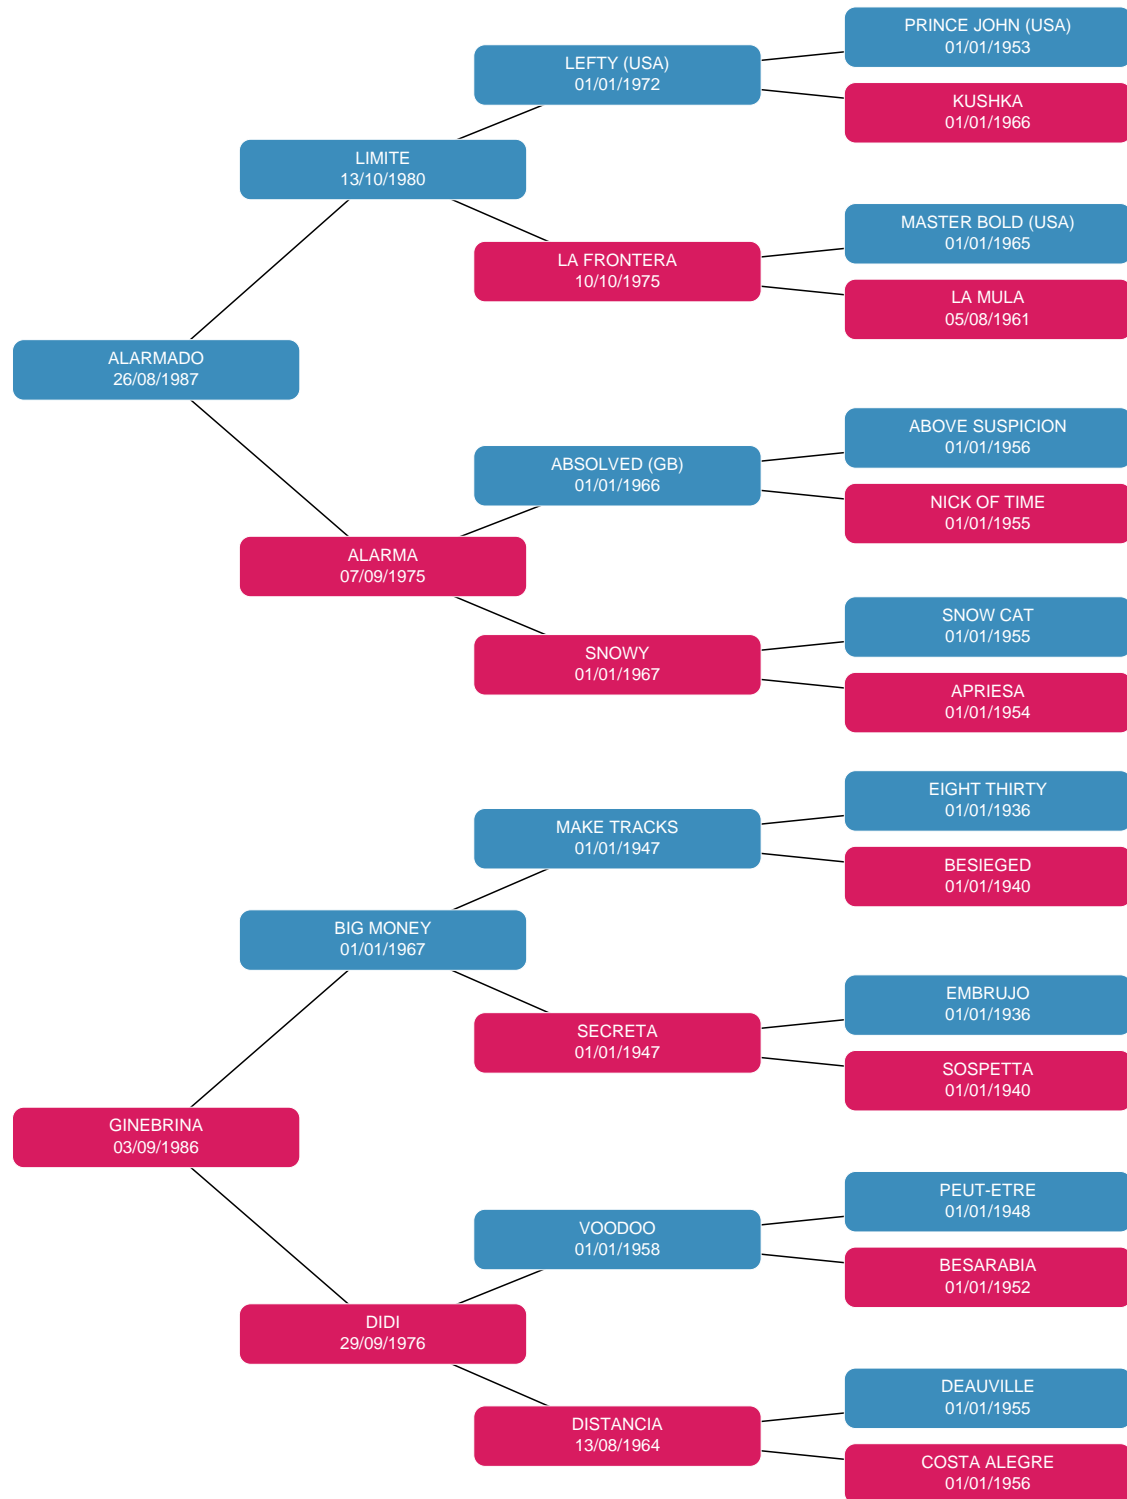 PRINCE JOHN (USA)
01/01/1953
LEFTY (USA)
01/01/1972
KUSHKA
01/01/1966
LIMITE
13/10/1980
MASTER BOLD (USA)
01/01/1965
LA FRONTERA
10/10/1975
LA MULA
05/08/1961
ALARMADO
26/08/1987
ABOVE SUSPICION
01/01/1956
ABSOLVED (GB)
01/01/1966
NICK OF TIME
01/01/1955
ALARMA
07/09/1975
SNOW CAT
01/01/1955
SNOWY
01/01/1967
APRIESA
01/01/1954
EIGHT THIRTY
01/01/1936
MAKE TRACKS
01/01/1947
BESIEGED
01/01/1940
BIG MONEY
01/01/1967
EMBRUJO
01/01/1936
SECRETA
01/01/1947
SOSPETTA
01/01/1940
GINEBRINA
03/09/1986
PEUT-ETRE
01/01/1948
VOODOO
01/01/1958
BESARABIA
01/01/1952
DIDI
29/09/1976
DEAUVILLE
01/01/1955
DISTANCIA
13/08/1964
COSTA ALEGRE
01/01/1956